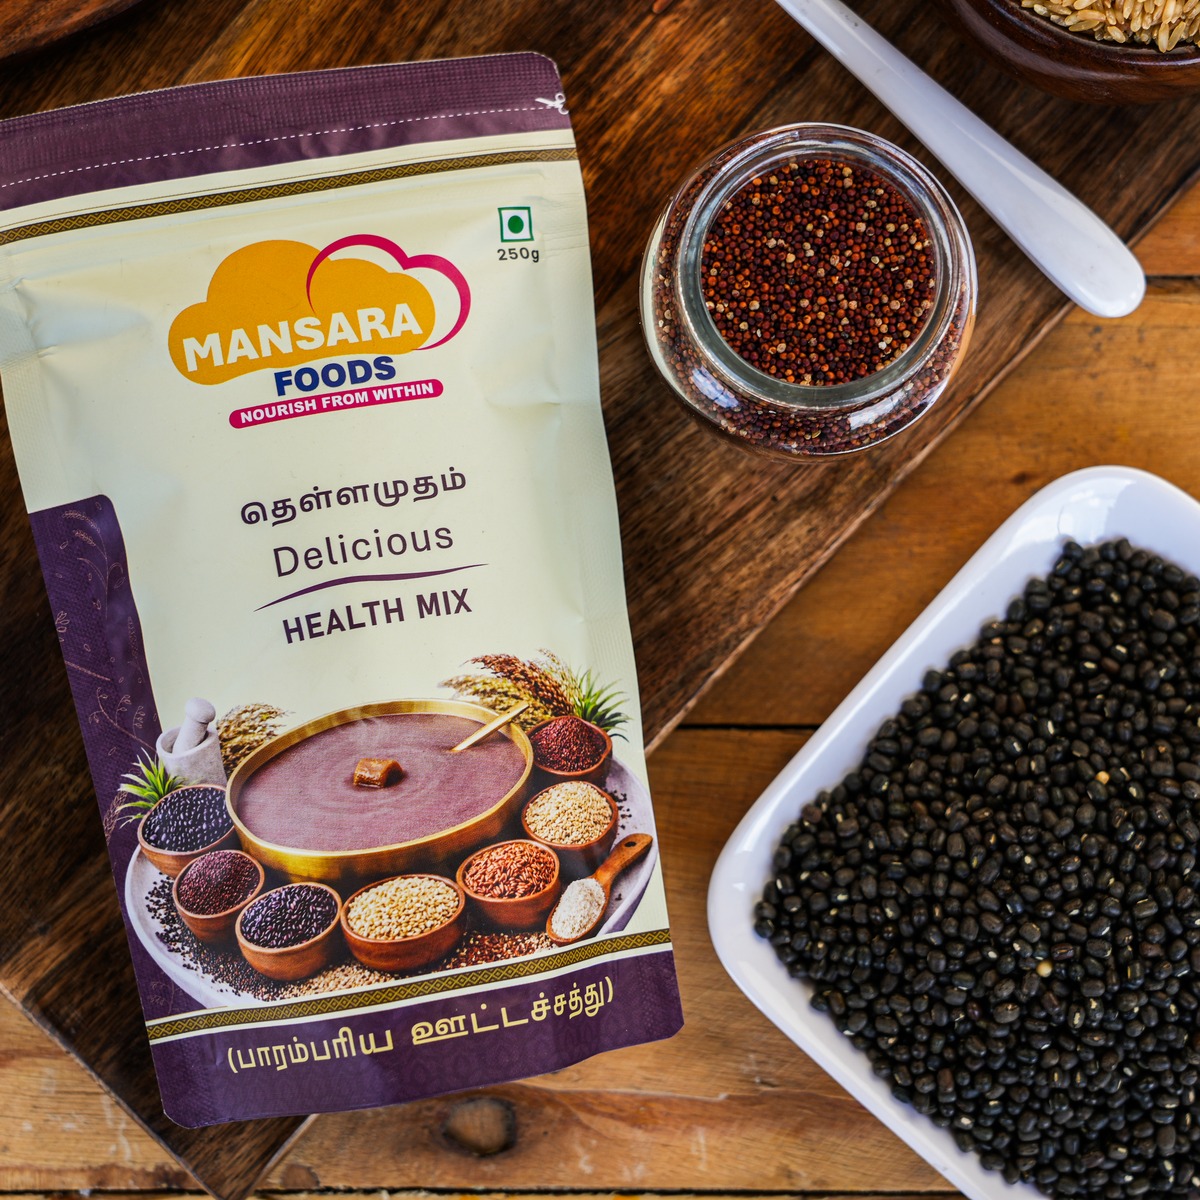 250g
MANSARA
FOODS
NOURISH FROM WITHIN
தெள்ளமுதம்
Delicious
HEALTH MIX
(பாரம்பரிய ஊட்டச்சத்து)